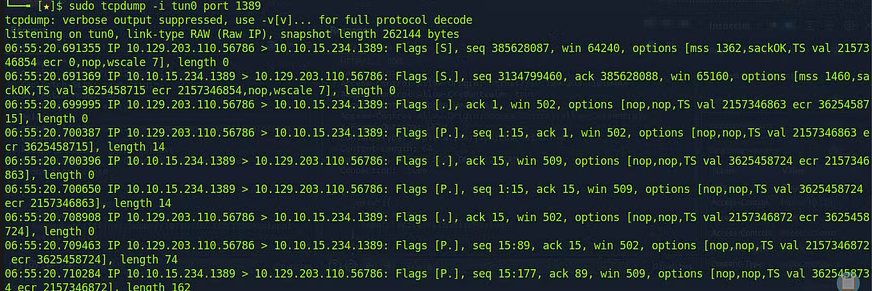 └──╼ [★]$ sudo tcpdump -i tun0 port 1389
tcpdump: verbose output suppressed, use -v[v]... for full protocol decode
listening on tun0, link-type RAW (Raw IP), snapshot length 262144 bytes
06:55:20.691355 IP 10.129.203.110.56786 > 10.10.15.234.1389: Flags [S], seq 385628087, win 64240, options [mss 1362,sackOK,TS val 21573
46854 ecr 0,nop,wscale 7], length 0
06:55:20.691369 IP 10.10.15.234.1389 > 10.129.203.110.56786: Flags [S.], seq 3134799460, ack 385628088, win 65160, options [mss 1460,sa
ckOK,TS val 3625458715 ecr 2157346854,nop,wscale 7], length 0
06:55:20.699995 IP 10.129.203.110.56786 > 10.10.15.234.1389: Flags [.], ack 1, win 502, options [nop,nop,TS val 2157346863 ecr 36254587
15], length 0
06:55:20.700387 IP 10.129.203.110.56786 > 10.10.15.234.1389: Flags [P.], seq 1:15, ack 1, win 502, options [nop,nop,TS val 2157346863 e
cr 3625458715], length 14
06:55:20.700396 IP 10.10.15.234.1389 > 10.129.203.110.56786: Flags [.], ack 15, win 509, options [nop,nop,TS val 3625458724 ecr 2157346
863], length 0
06:55:20.700650 IP 10.10.15.234.1389 > 10.129.203.110.56786: Flags [P.], seq 1:15, ack 15, win 509, options [nop,nop,TS val 3625458724
ecr 2157346863], length 14
06:55:20.708908 IP 10.129.203.110.56786 > 10.10.15.234.1389: Flags [.], ack 15, win 502, options [nop,nop,TS val 2157346872 ecr 3625458
724], length 0
06:55:20.709463 IP 10.129.203.110.56786 > 10.10.15.234.1389: Flags [P.], seq 15:89, ack 15, win 502, options [nop,nop,TS val 2157346872
ecr 3625458724], length 74
06:55:20.710284 IP 10.10.15.234.1389 > 10.129.203.110.56786: Flags [P.], seq 15:177, ack 89, win 509, options [nop,nop,TS val 362545873
4 ecr 2157346872], length 162